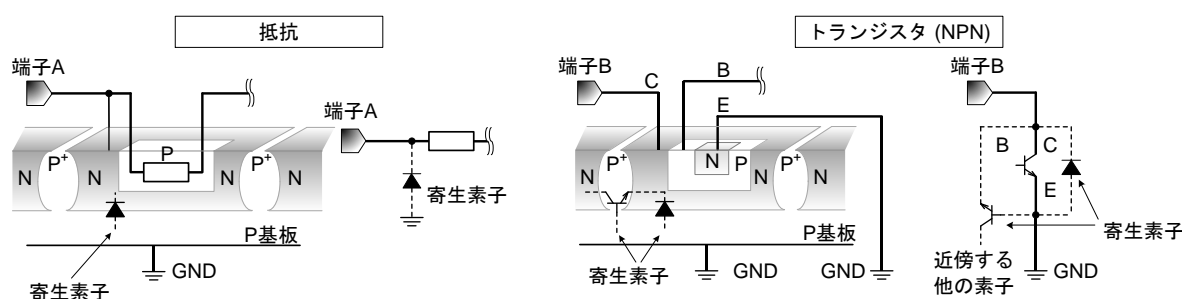 抵抗
トランジスタ (NPN)
端子A
端子A
N
P+
N
P
N
P+
N
寄生素子
P基板
寄生素子
GND
端子B
C
B
E
N
P+
N
N
P
N
P+
N
P基板
寄生素子
GND
GND
端子B
B
C
E
寄生素子
近傍する
他の素子
GND